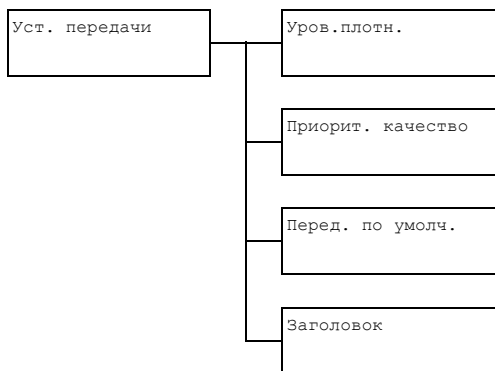 Уст. передачи
Уров.плотн.
Приорит. качество
Перед. по умолч.
Заголовок